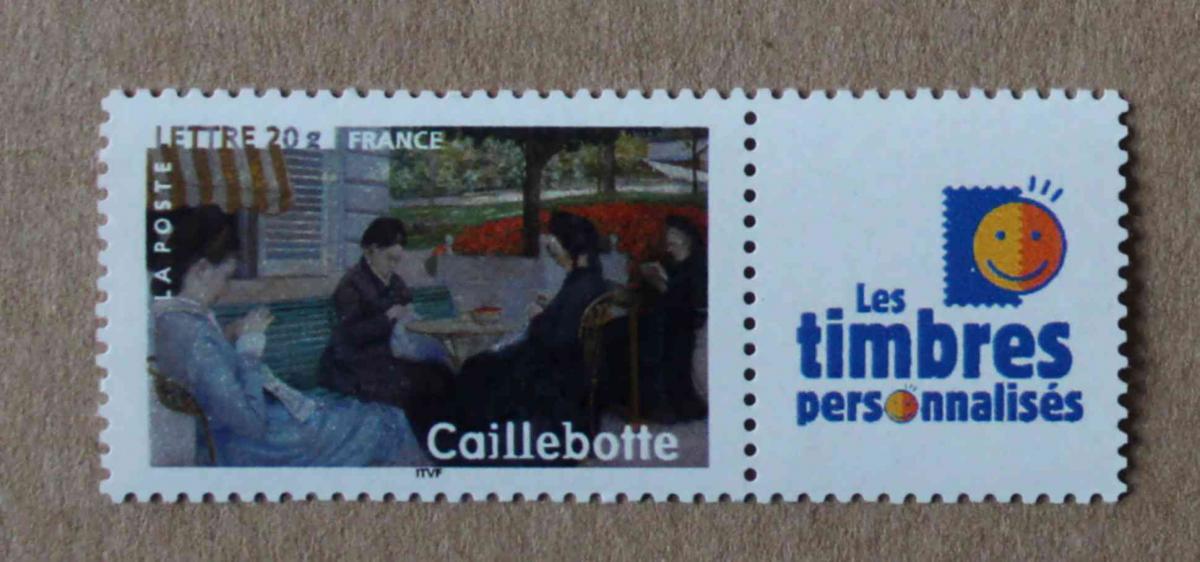 LETTRE 20 g FRANCE
LA POSTE
Caillebotte
ITVF
Les
timbres
personnalisés